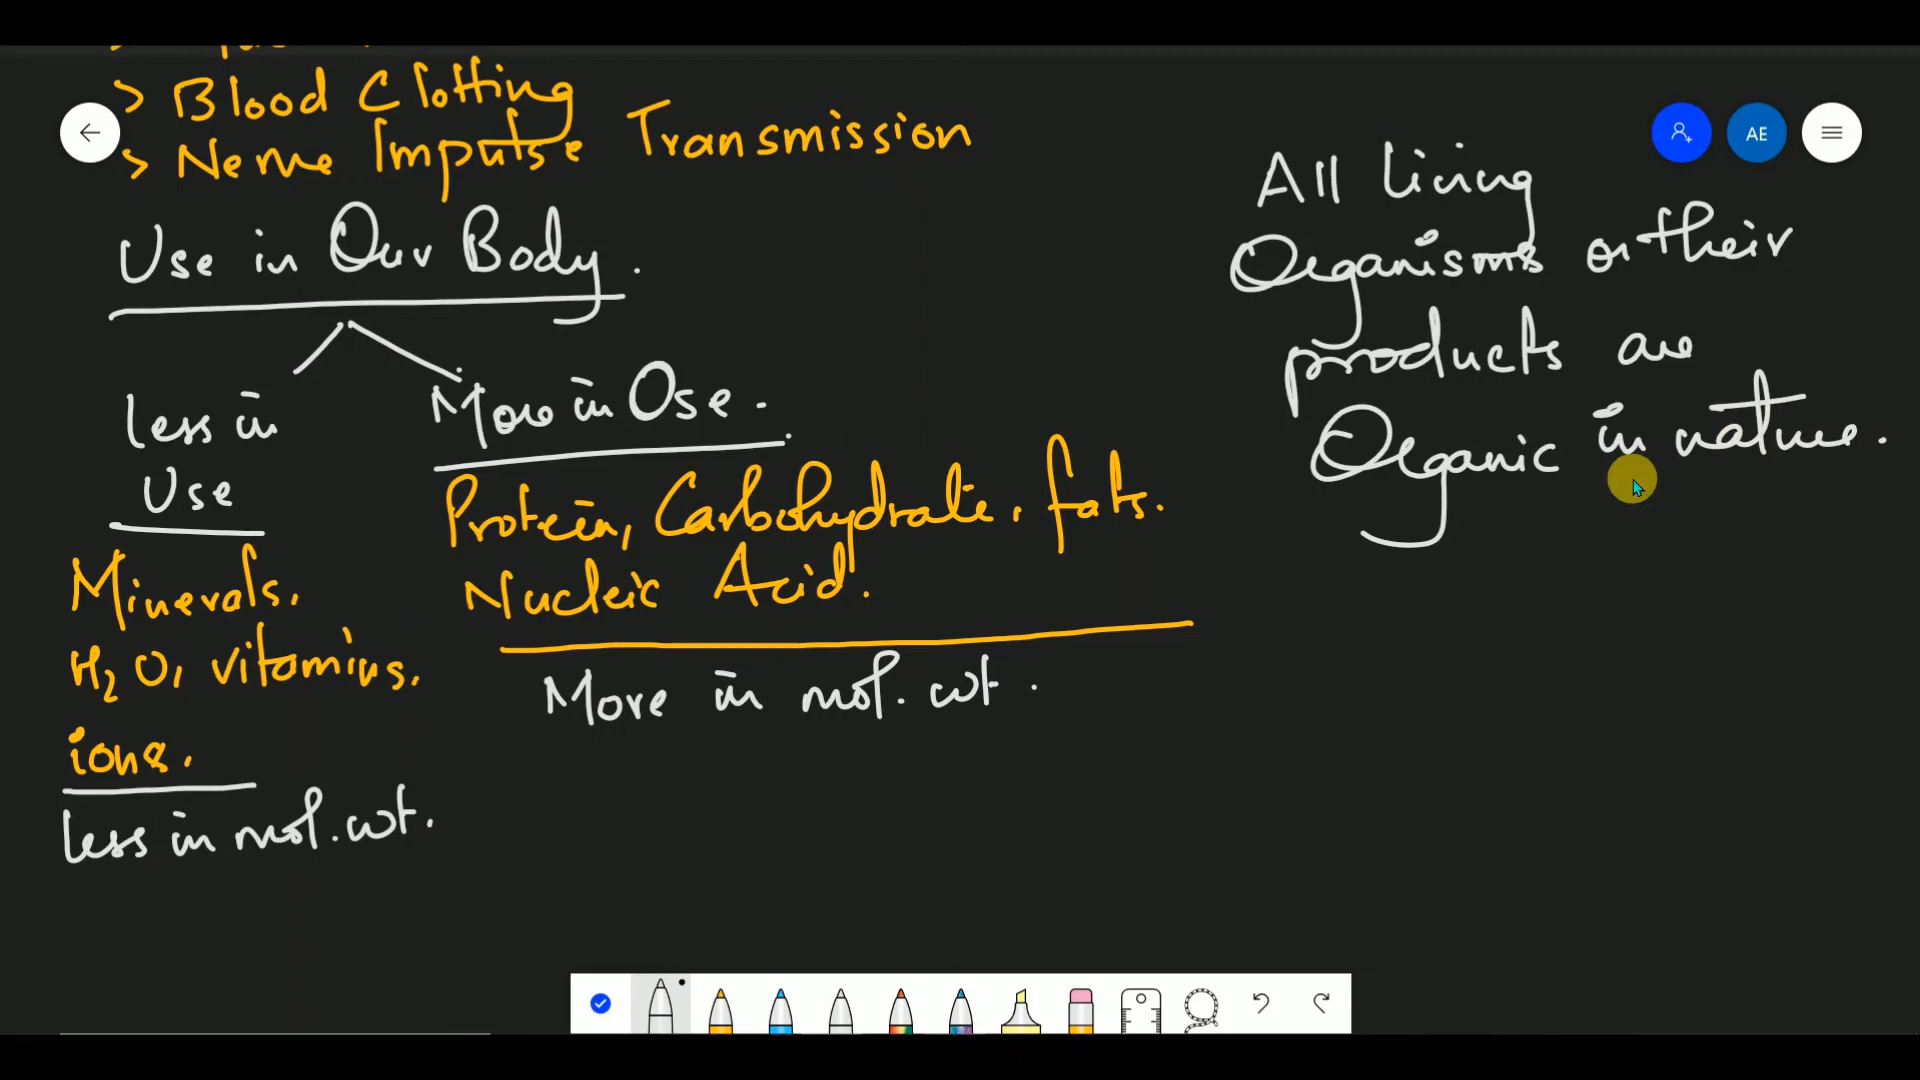 > Blood Clotting
> Nerve Impulse Transmission
Use in Our Body.
Less in
Use
Minerals,
H2O, vitamins,
ions.
Less in mol. wt.
More in Use.
Protein, Carbohydrate, fats.
Nucleic Acid.
More in mol. wt.
All living
Organisms or their
products are
Organic in nature.
AE